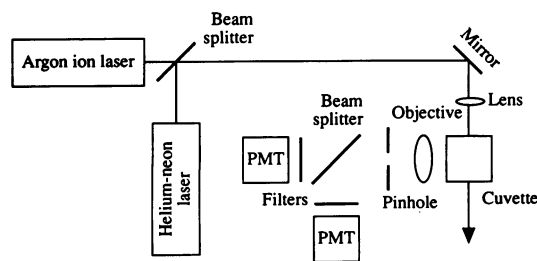 Beam
splitter
Argon ion laser
Mirror
Lens
Objective
Beam
splitter
PMT
Helium-neon
laser
Filters
Pinhole
Cuvette
PMT